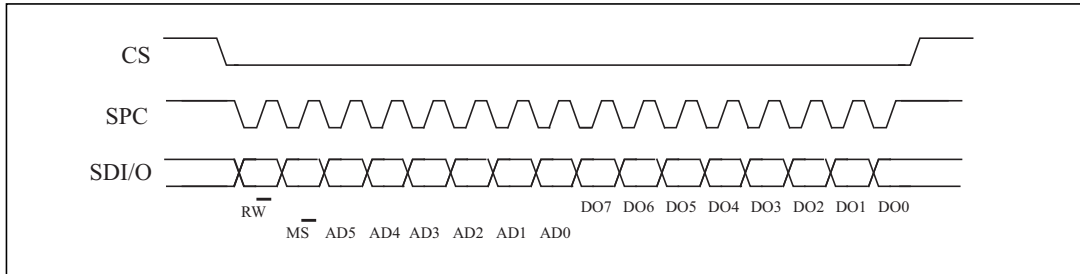 CS
SPC
SDI/O
RW
DO7 DO6 DO5 DO4 DO3 DO2 DO1 DO0
MS AD5 AD4 AD3 AD2 AD1 AD0